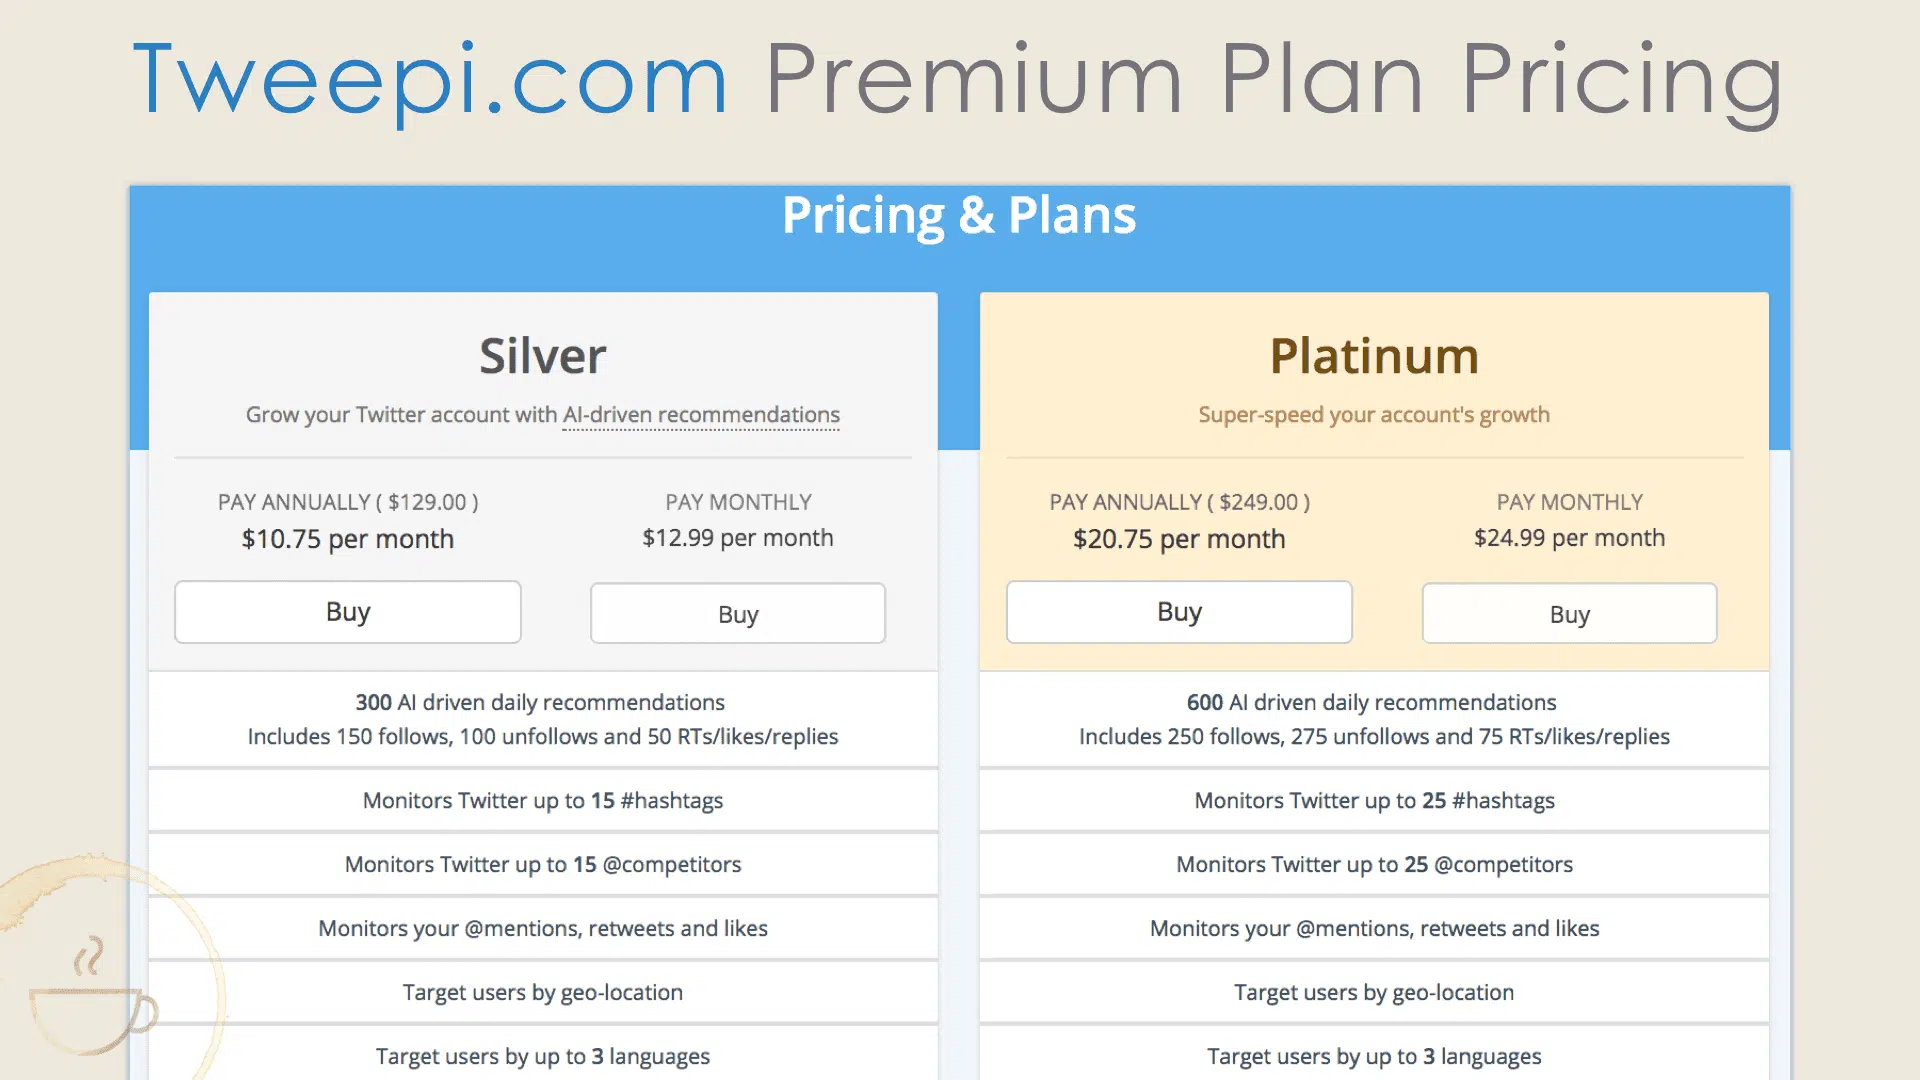 Tweepi.com Premium Plan Pricing
Pricing & Plans
Silver
Grow your Twitter account with AI-driven recommendations
PAY ANNUALLY ( $129.00 )
$10.75 per month
Buy
PAY MONTHLY
$12.99 per month
Buy
300 AI driven daily recommendations
Includes 150 follows, 100 unfollows and 50 RTs/likes/replies
Monitors Twitter up to 15 #hashtags
Monitors Twitter up to 15 @competitors
Monitors your @mentions, retweets and likes
Target users by geo-location
Target users by up to 3 languages
Platinum
Super-speed your account's growth
PAY ANNUALLY ( $249.00 )
$20.75 per month
Buy
PAY MONTHLY
$24.99 per month
Buy
600 AI driven daily recommendations
Includes 250 follows, 275 unfollows and 75 RTs/likes/replies
Monitors Twitter up to 25 #hashtags
Monitors Twitter up to 25 @competitors
Monitors your @mentions, retweets and likes
Target users by geo-location
Target users by up to 3 languages